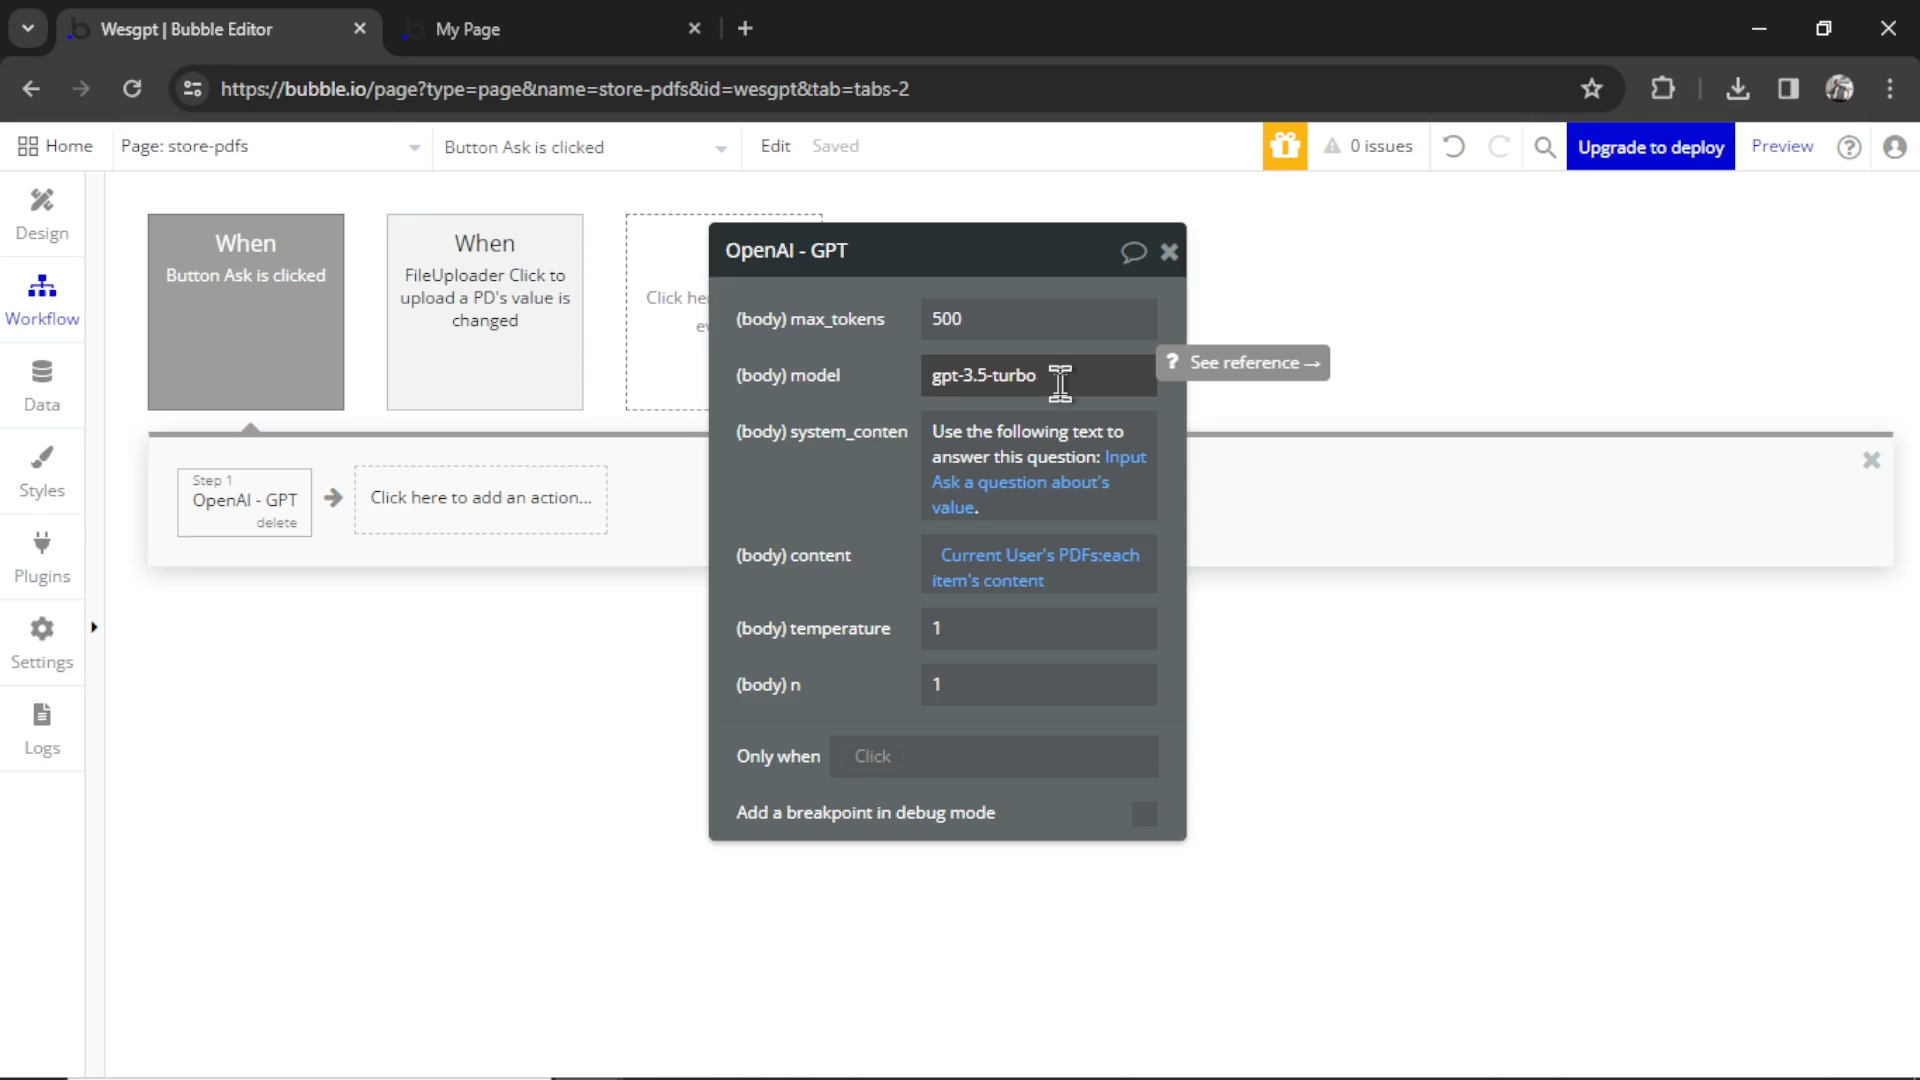 Wesgpt | Bubble Editor
My Page
https://bubble.io/page?type=page&name=store-pdfs&id=wesgpt&tab=tabs-2
Home
Page: store-pdfs
Button Ask is clicked
Edit
Saved
0 issues
Upgrade to deploy
Preview
Design
Workflow
Data
Styles
Plugins
Settings
Logs
When
Button Ask is clicked
When
FileUploader Click to
upload a PD's value is
changed
Click he
Step 1
OpenAI - GPT
delete
Click here to add an action...
OpenAI - GPT
(body) max_tokens
500
(body) model
gpt-3.5-turbo
? See reference →
(body) system_conten
Use the following text to
answer this question: Input
Ask a question about's
value.
(body) content
Current User's PDFs:each
item's content
(body) temperature
1
(body) n
1
Only when
Click
Add a breakpoint in debug mode